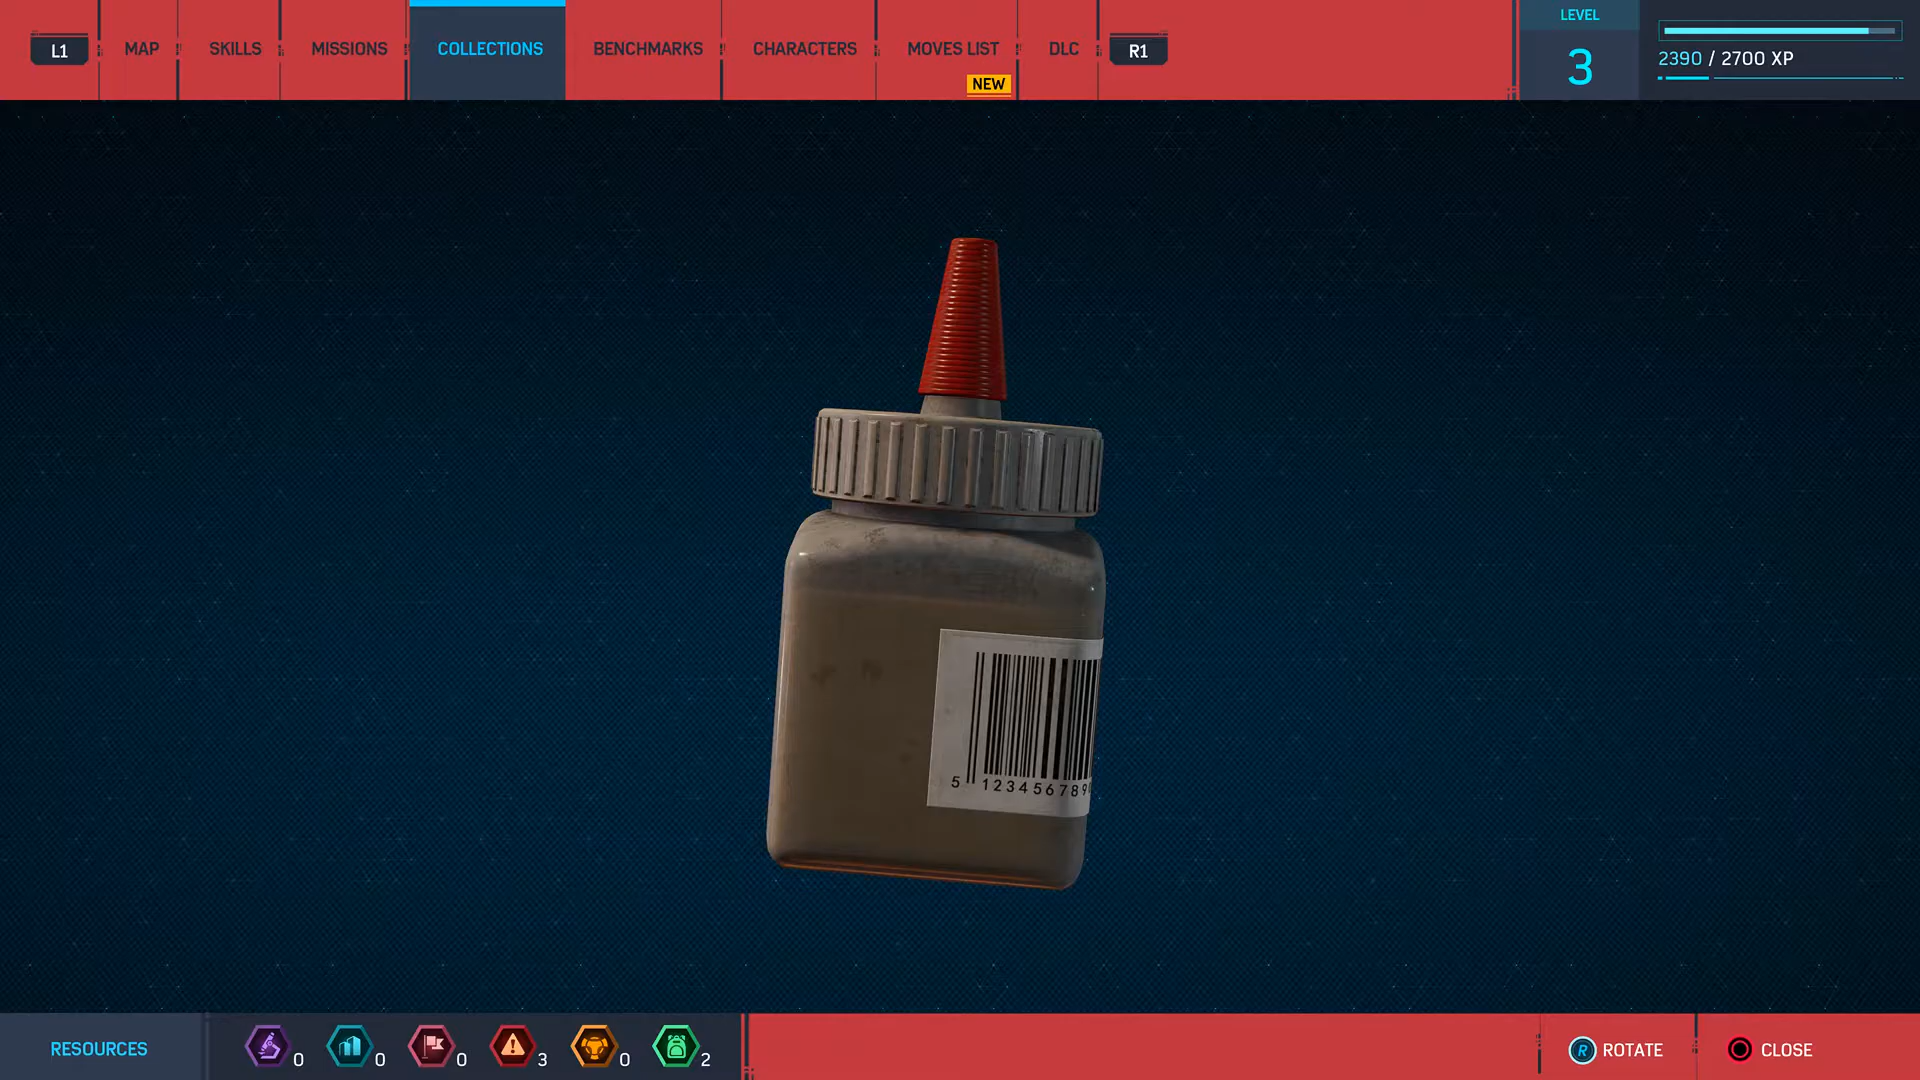 L1
MAP
SKILLS
MISSIONS
COLLECTIONS
BENCHMARKS
CHARACTERS
MOVES LIST
NEW
DLC
R1
LEVEL
3
2390 / 2700 XP
5 123456789
RESOURCES
0
0
0
3
0
2
R ROTATE
CLOSE